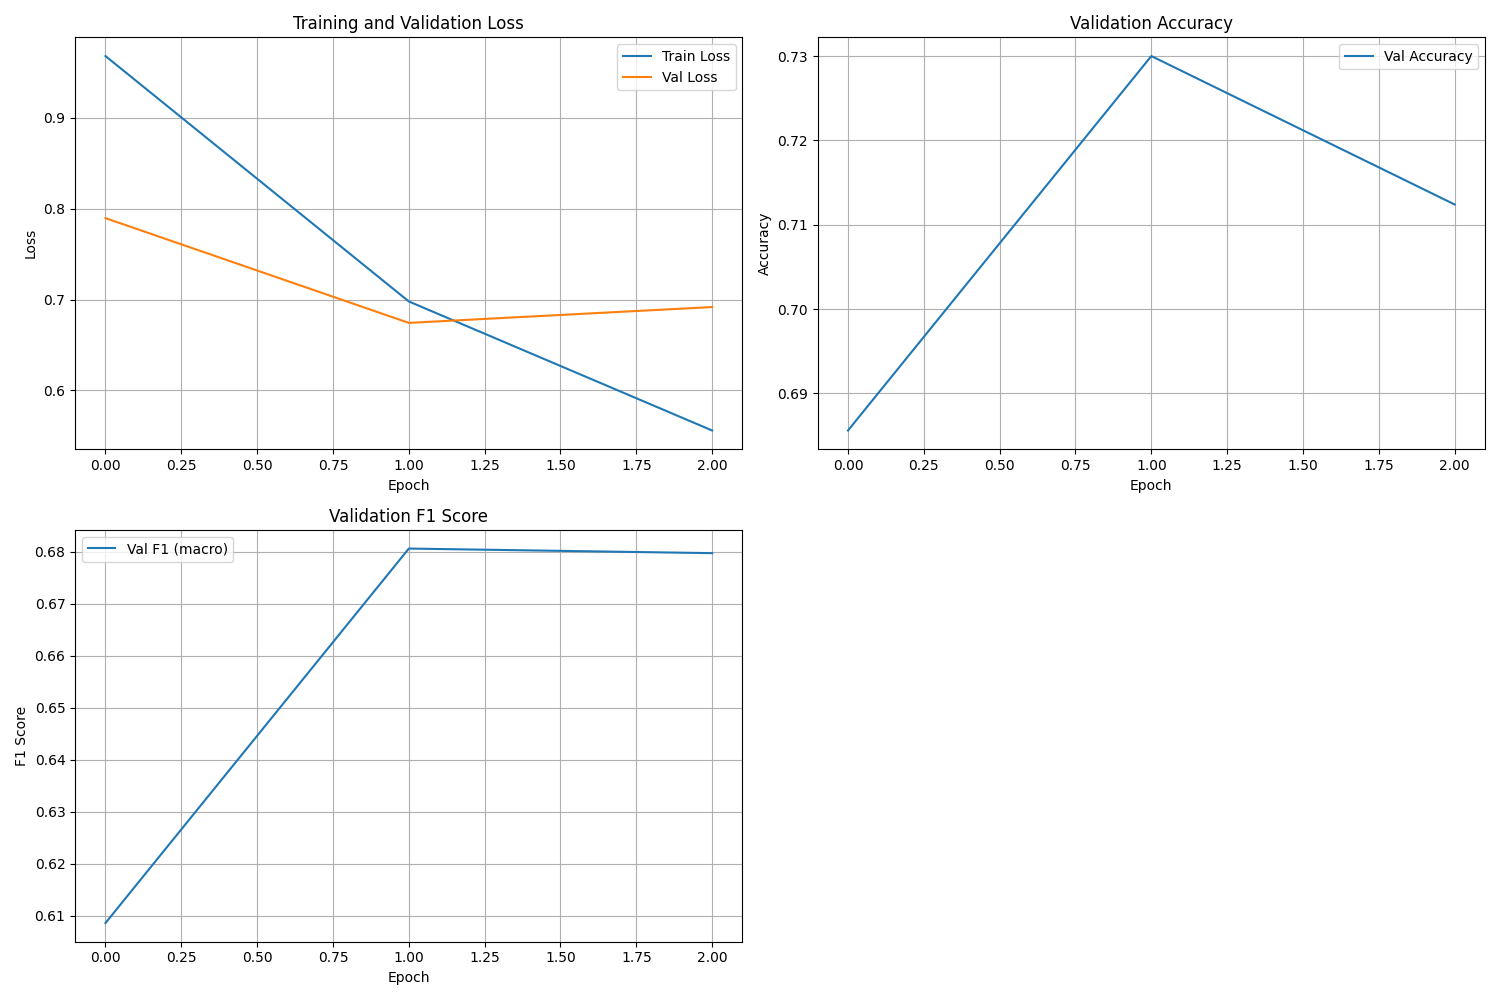 Training and Validation Loss
Train Loss
Val Loss
0.9
0.8
0.7
0.6
Loss
0.00 0.25 0.50 0.75 1.00 1.25 1.50 1.75 2.00
Epoch
Validation Accuracy
Val Accuracy
0.73
0.72
0.71
0.70
0.69
Accuracy
0.00 0.25 0.50 0.75 1.00 1.25 1.50 1.75 2.00
Epoch
Validation F1 Score
Val F1 (macro)
0.68
0.67
0.66
0.65
0.64
0.63
0.62
0.61
F1 Score
0.00 0.25 0.50 0.75 1.00 1.25 1.50 1.75 2.00
Epoch